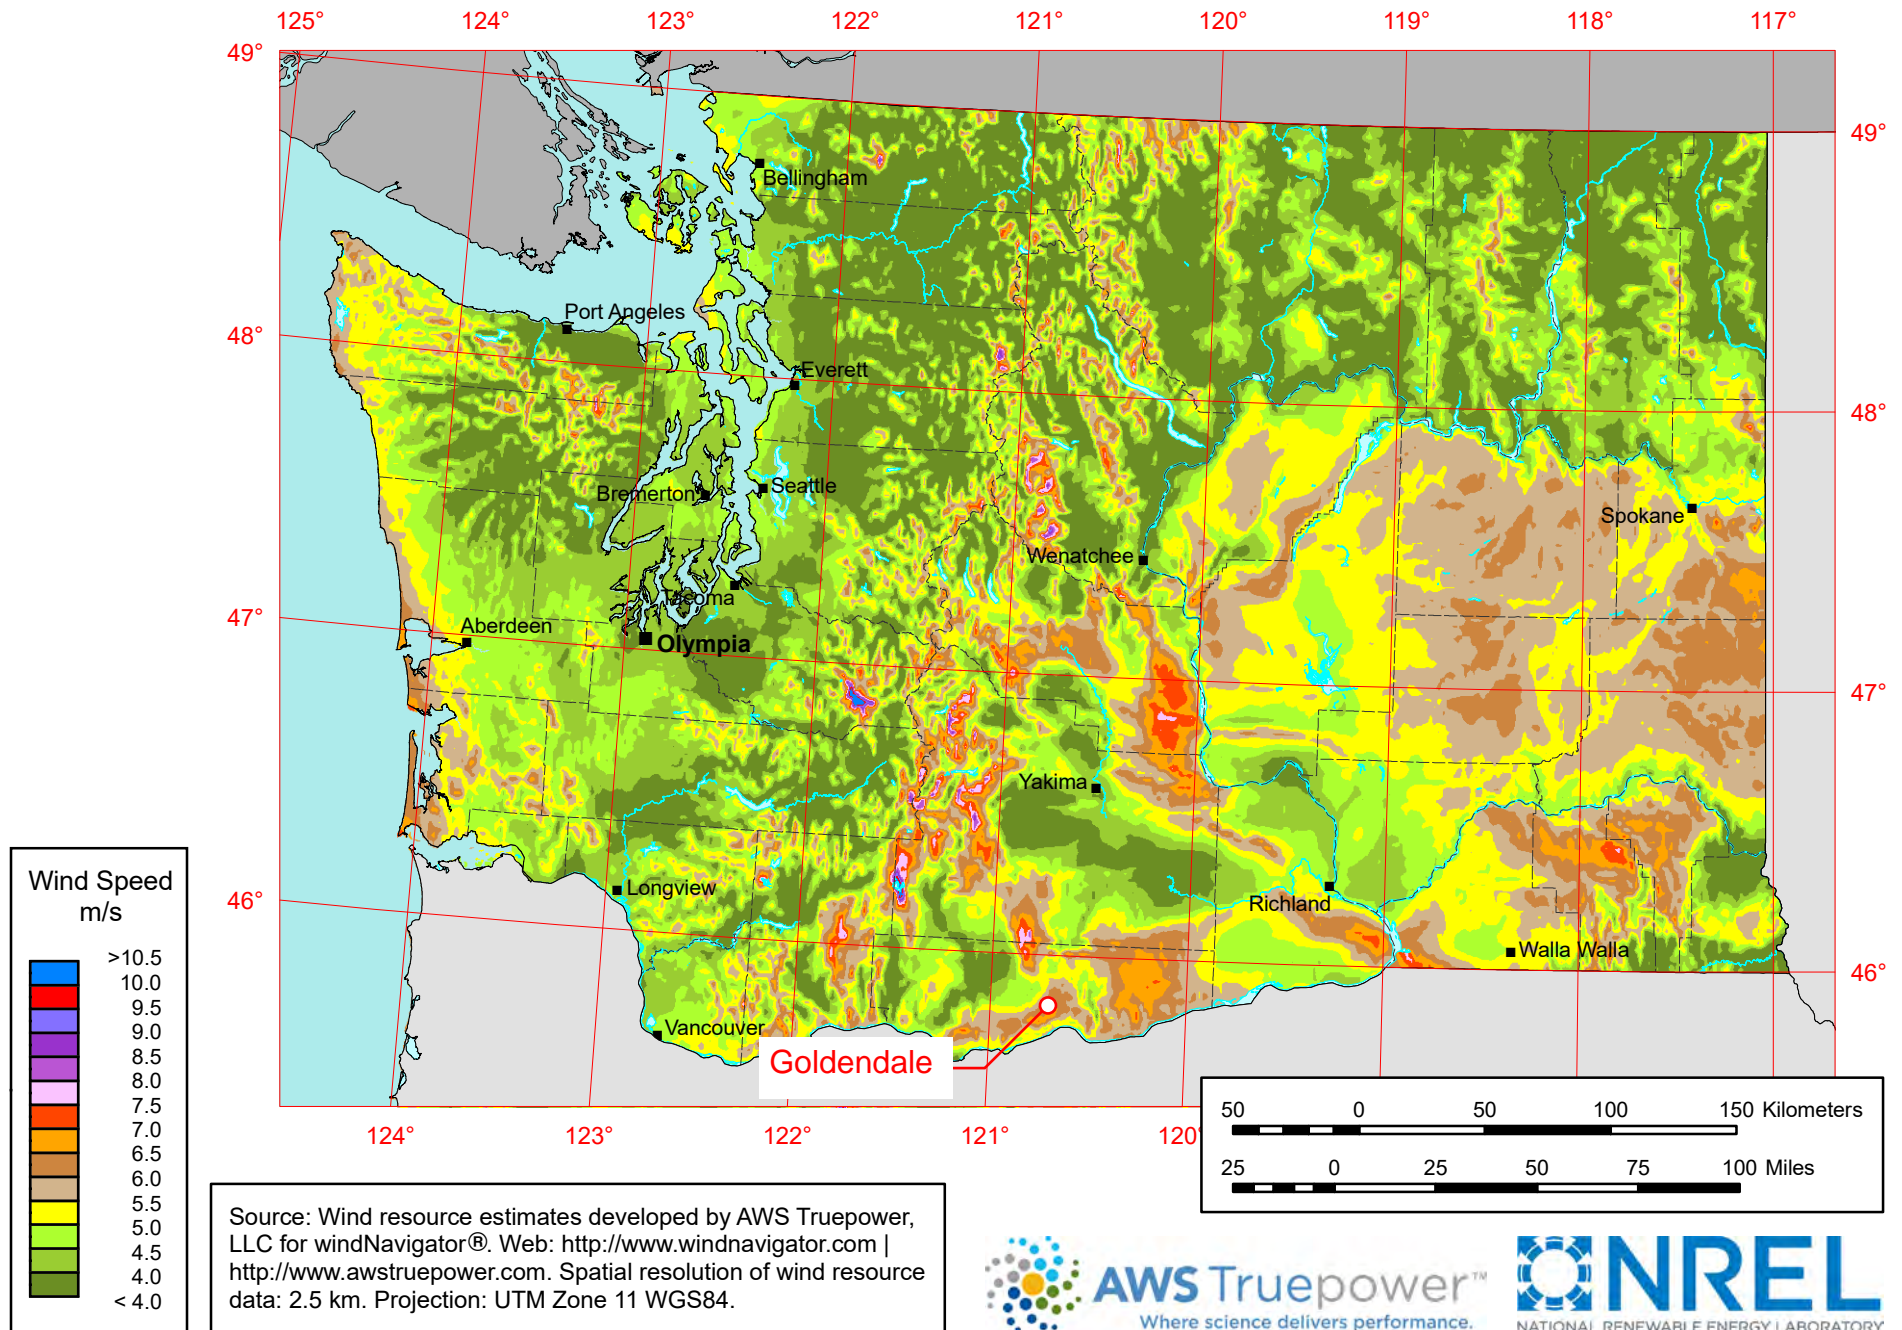 125°
124°
123°
122°
121°
120°
119°
118°
117°
49°
49°
Bellingham
Port Angeles
48°
Everett
48°
Bremerton
Seattle
Spokane
Wenatchee
acoma
47°
Aberdeen
Olympia
47°
Yakima
Longview
Richland
46°
Walla Walla
46°
Vancouver
Goldendale
124°
123°
122°
121°
120°
Wind Speed
m/s
>10.5
10.0
9.5
9.0
8.5
8.0
7.5
7.0
6.5
6.0
5.5
5.0
4.5
4.0
< 4.0
50 0 50 100 150 Kilometers
25 0 25 50 75 100 Miles
Source: Wind resource estimates developed by AWS Truepower,
LLC for windNavigator®. Web: http://www.windnavigator.com |
http://www.awstruepower.com. Spatial resolution of wind resource
data: 2.5 km. Projection: UTM Zone 11 WGS84.
AWS Truepower™
Where science delivers performance.
NREL
NATIONAL RENEWABLE ENERGY LABORATORY